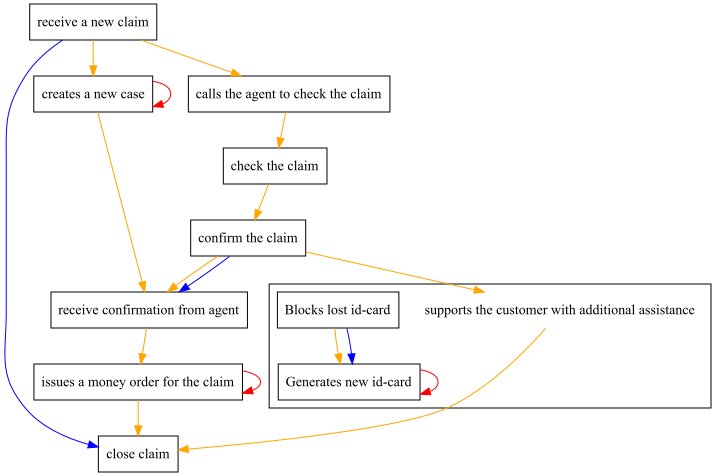 receive a new claim
creates a new case
calls the agent to check the claim
check the claim
confirm the claim
receive confirmation from agent
Blocks lost id-card
supports the customer with additional assistance
issues a money order for the claim
Generates new id-card
close claim